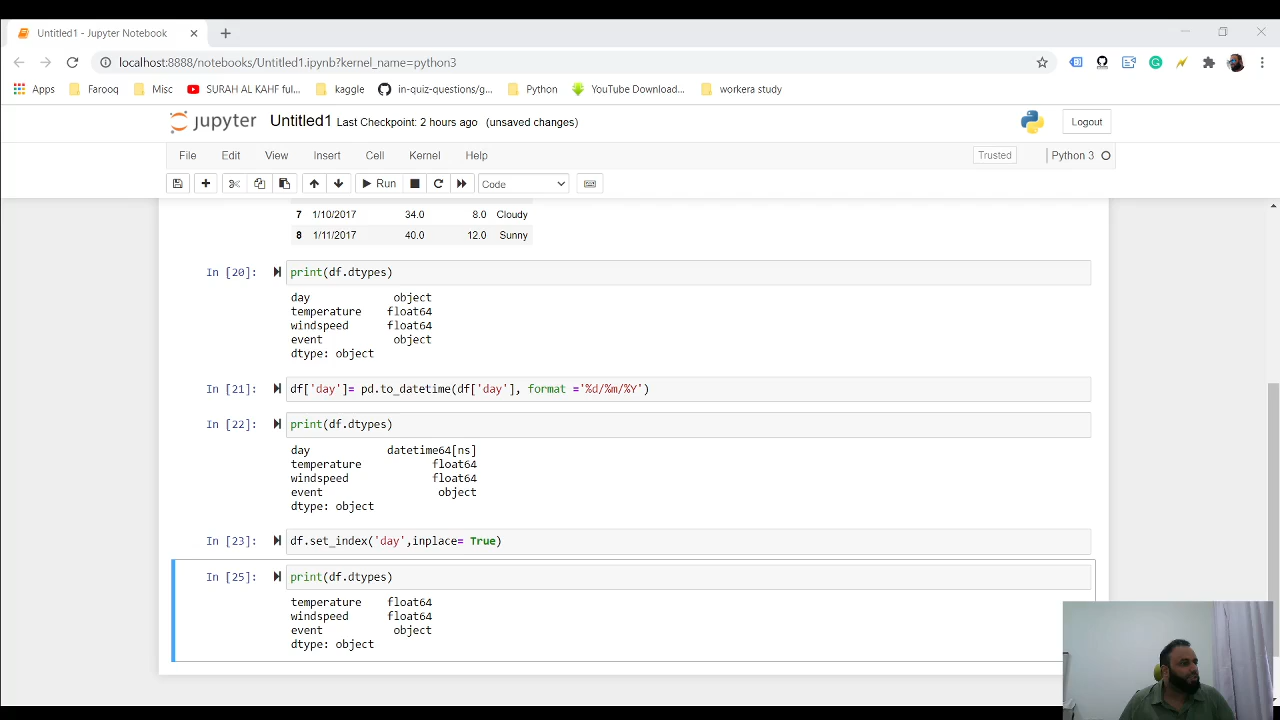 Untitled1 - Jupyter Notebook
localhost:8888/notebooks/Untitled1.ipynb?kernel_name=python3
Apps Farooq Misc SURAH AL KAHF ful... kaggle in-quiz-questions/g... Python YouTube Download... workera study
jupyter Untitled1 Last Checkpoint: 2 hours ago (unsaved changes) Logout
File Edit View Insert Cell Kernel Help Trusted Python 3
Run Code
7 1/10/2017 34.0 8.0 Cloudy
8 1/11/2017 40.0 12.0 Sunny
In [20]: print(df.dtypes)
day object
temperature float64
windspeed float64
event object
dtype: object
In [21]: df['day']= pd.to_datetime(df['day'], format ='%d/%m/%Y')
In [22]: print(df.dtypes)
day datetime64[ns]
temperature float64
windspeed float64
event object
dtype: object
In [23]: df.set_index('day',inplace= True)
In [25]: print(df.dtypes)
temperature float64
windspeed float64
event object
dtype: object